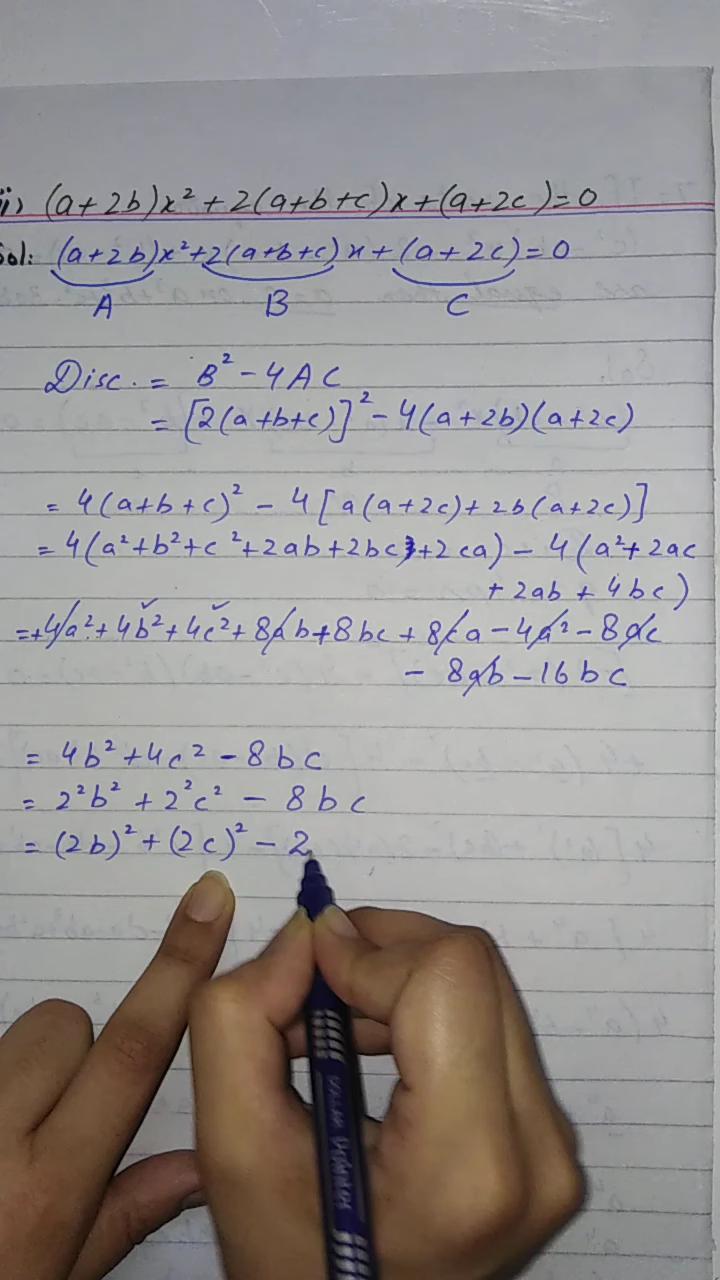 ii) (a+2b)x²+2(a+b+c)x+(a+2c)=0
Sol: (a+2b)x²+2(a+b+c)x+(a+2c)=0
A B C
Disc. = B²-4AC
= [2(a+b+c)]²-4(a+2b)(a+2c)
= 4(a+b+c)² - 4[a(a+2c)+2b(a+2c)]
= 4(a²+b²+c²+2ab+2bc+2ca) - 4(a²+2ac
+ 2ab + 4bc)
= +4a²+4b²+4c²+8ab+8bc+8ca-4a²-8ac
- 8ab-16bc
= 4b²+4c²-8bc
= 2²b²+2²c²-8bc
= (2b)²+(2c)²-2